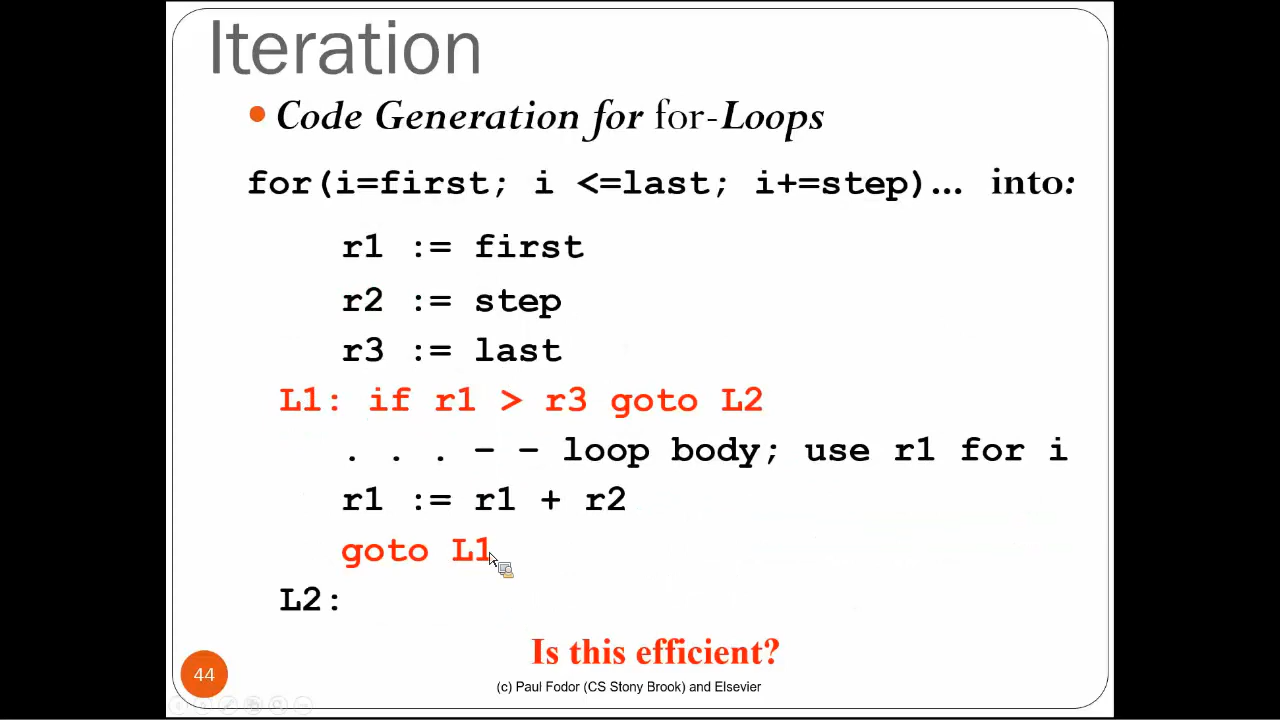 Iteration
• Code Generation for for-Loops
for(i=first; i <=last; i+=step)… into:
r1 := first
r2 := step
r3 := last
L1: if r1 > r3 goto L2
. . . – – loop body; use r1 for i
r1 := r1 + r2
goto L1
L2:
Is this efficient?
44
(c) Paul Fodor (CS Stony Brook) and Elsevier